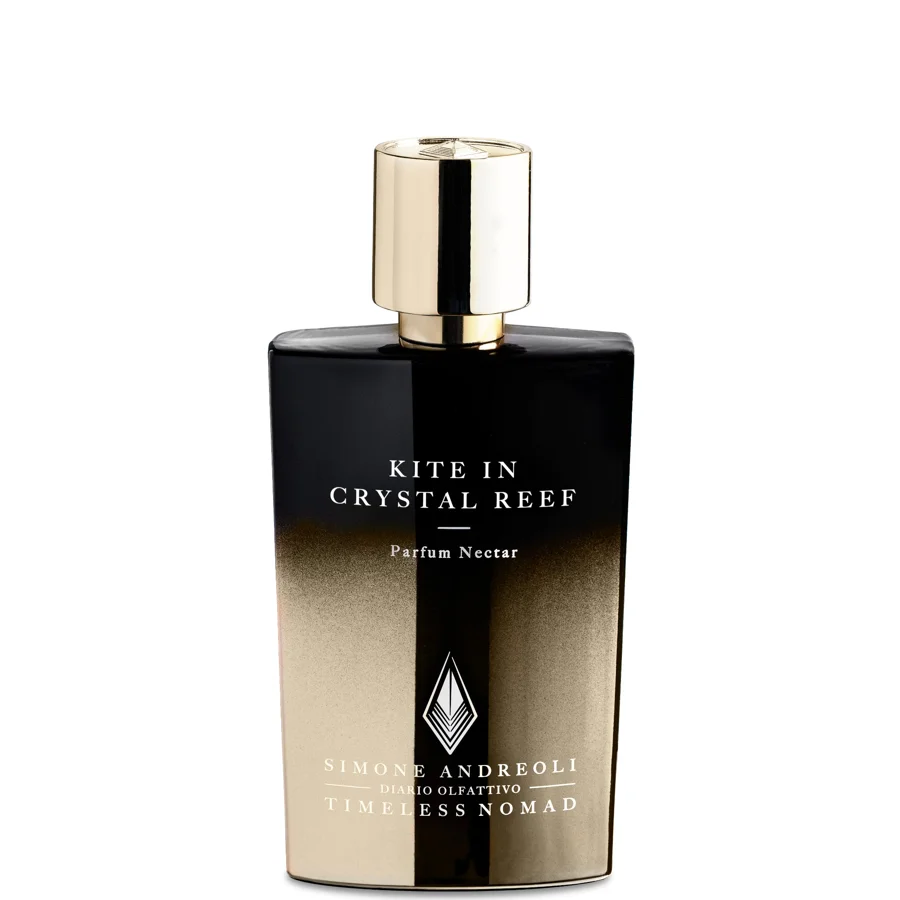 KITE IN
CRYSTAL REEF
Parfum Nectar
SIMONE ANDREOLI
DIARIO OLFATTIVO
TIMELESS NOMAD